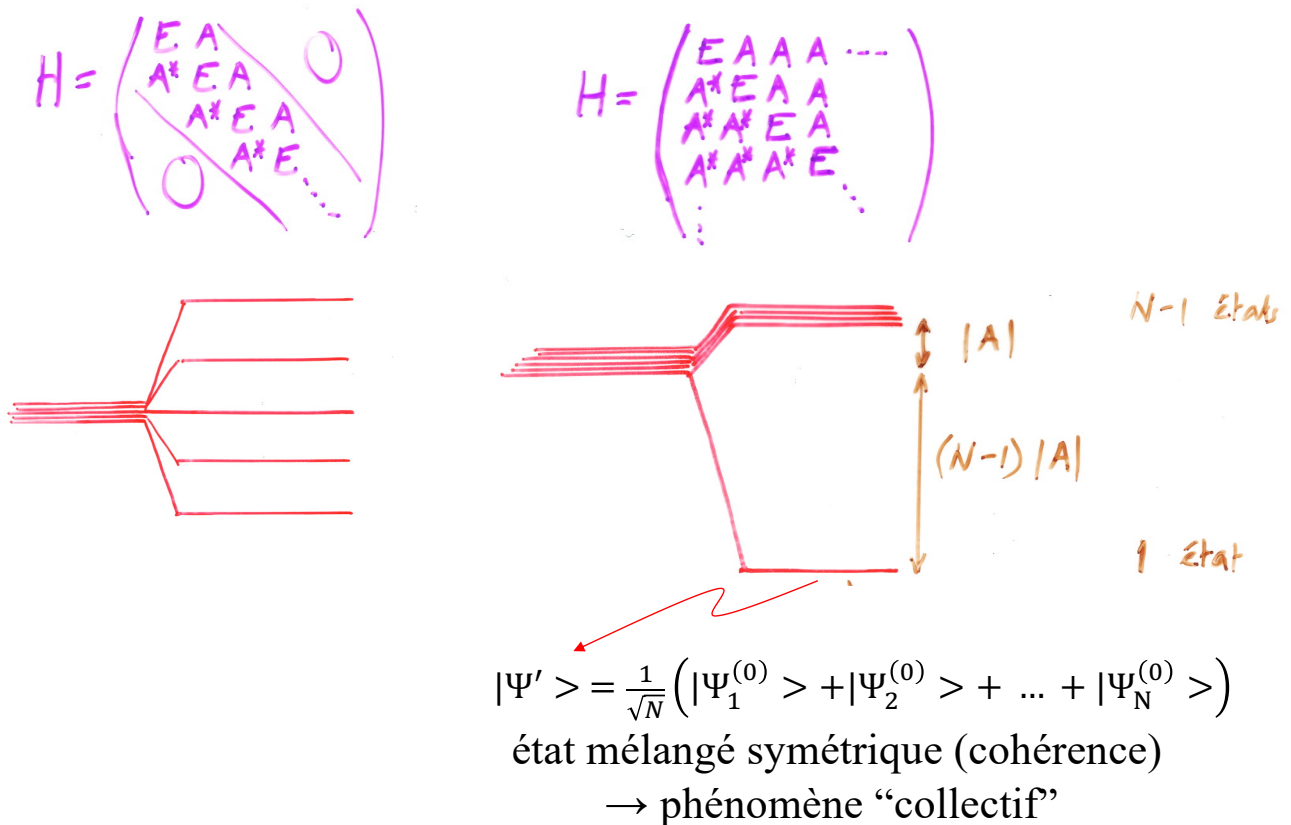 H = ( E A 0
A* E A
A* E A
0 A* E ⋱ )
H = ( E A A A ...
A* E A A
A* A* E A
A* A* A* E
⋮ ⋱ )
N-1 états
|A|
(N-1) |A|
1 état
|Ψ′ > = 1/√N (|Ψ₁⁽⁰⁾ > +|Ψ₂⁽⁰⁾ > + … + |Ψ_N⁽⁰⁾ >)
état mélangé symétrique (cohérence)
→ phénomène “collectif”